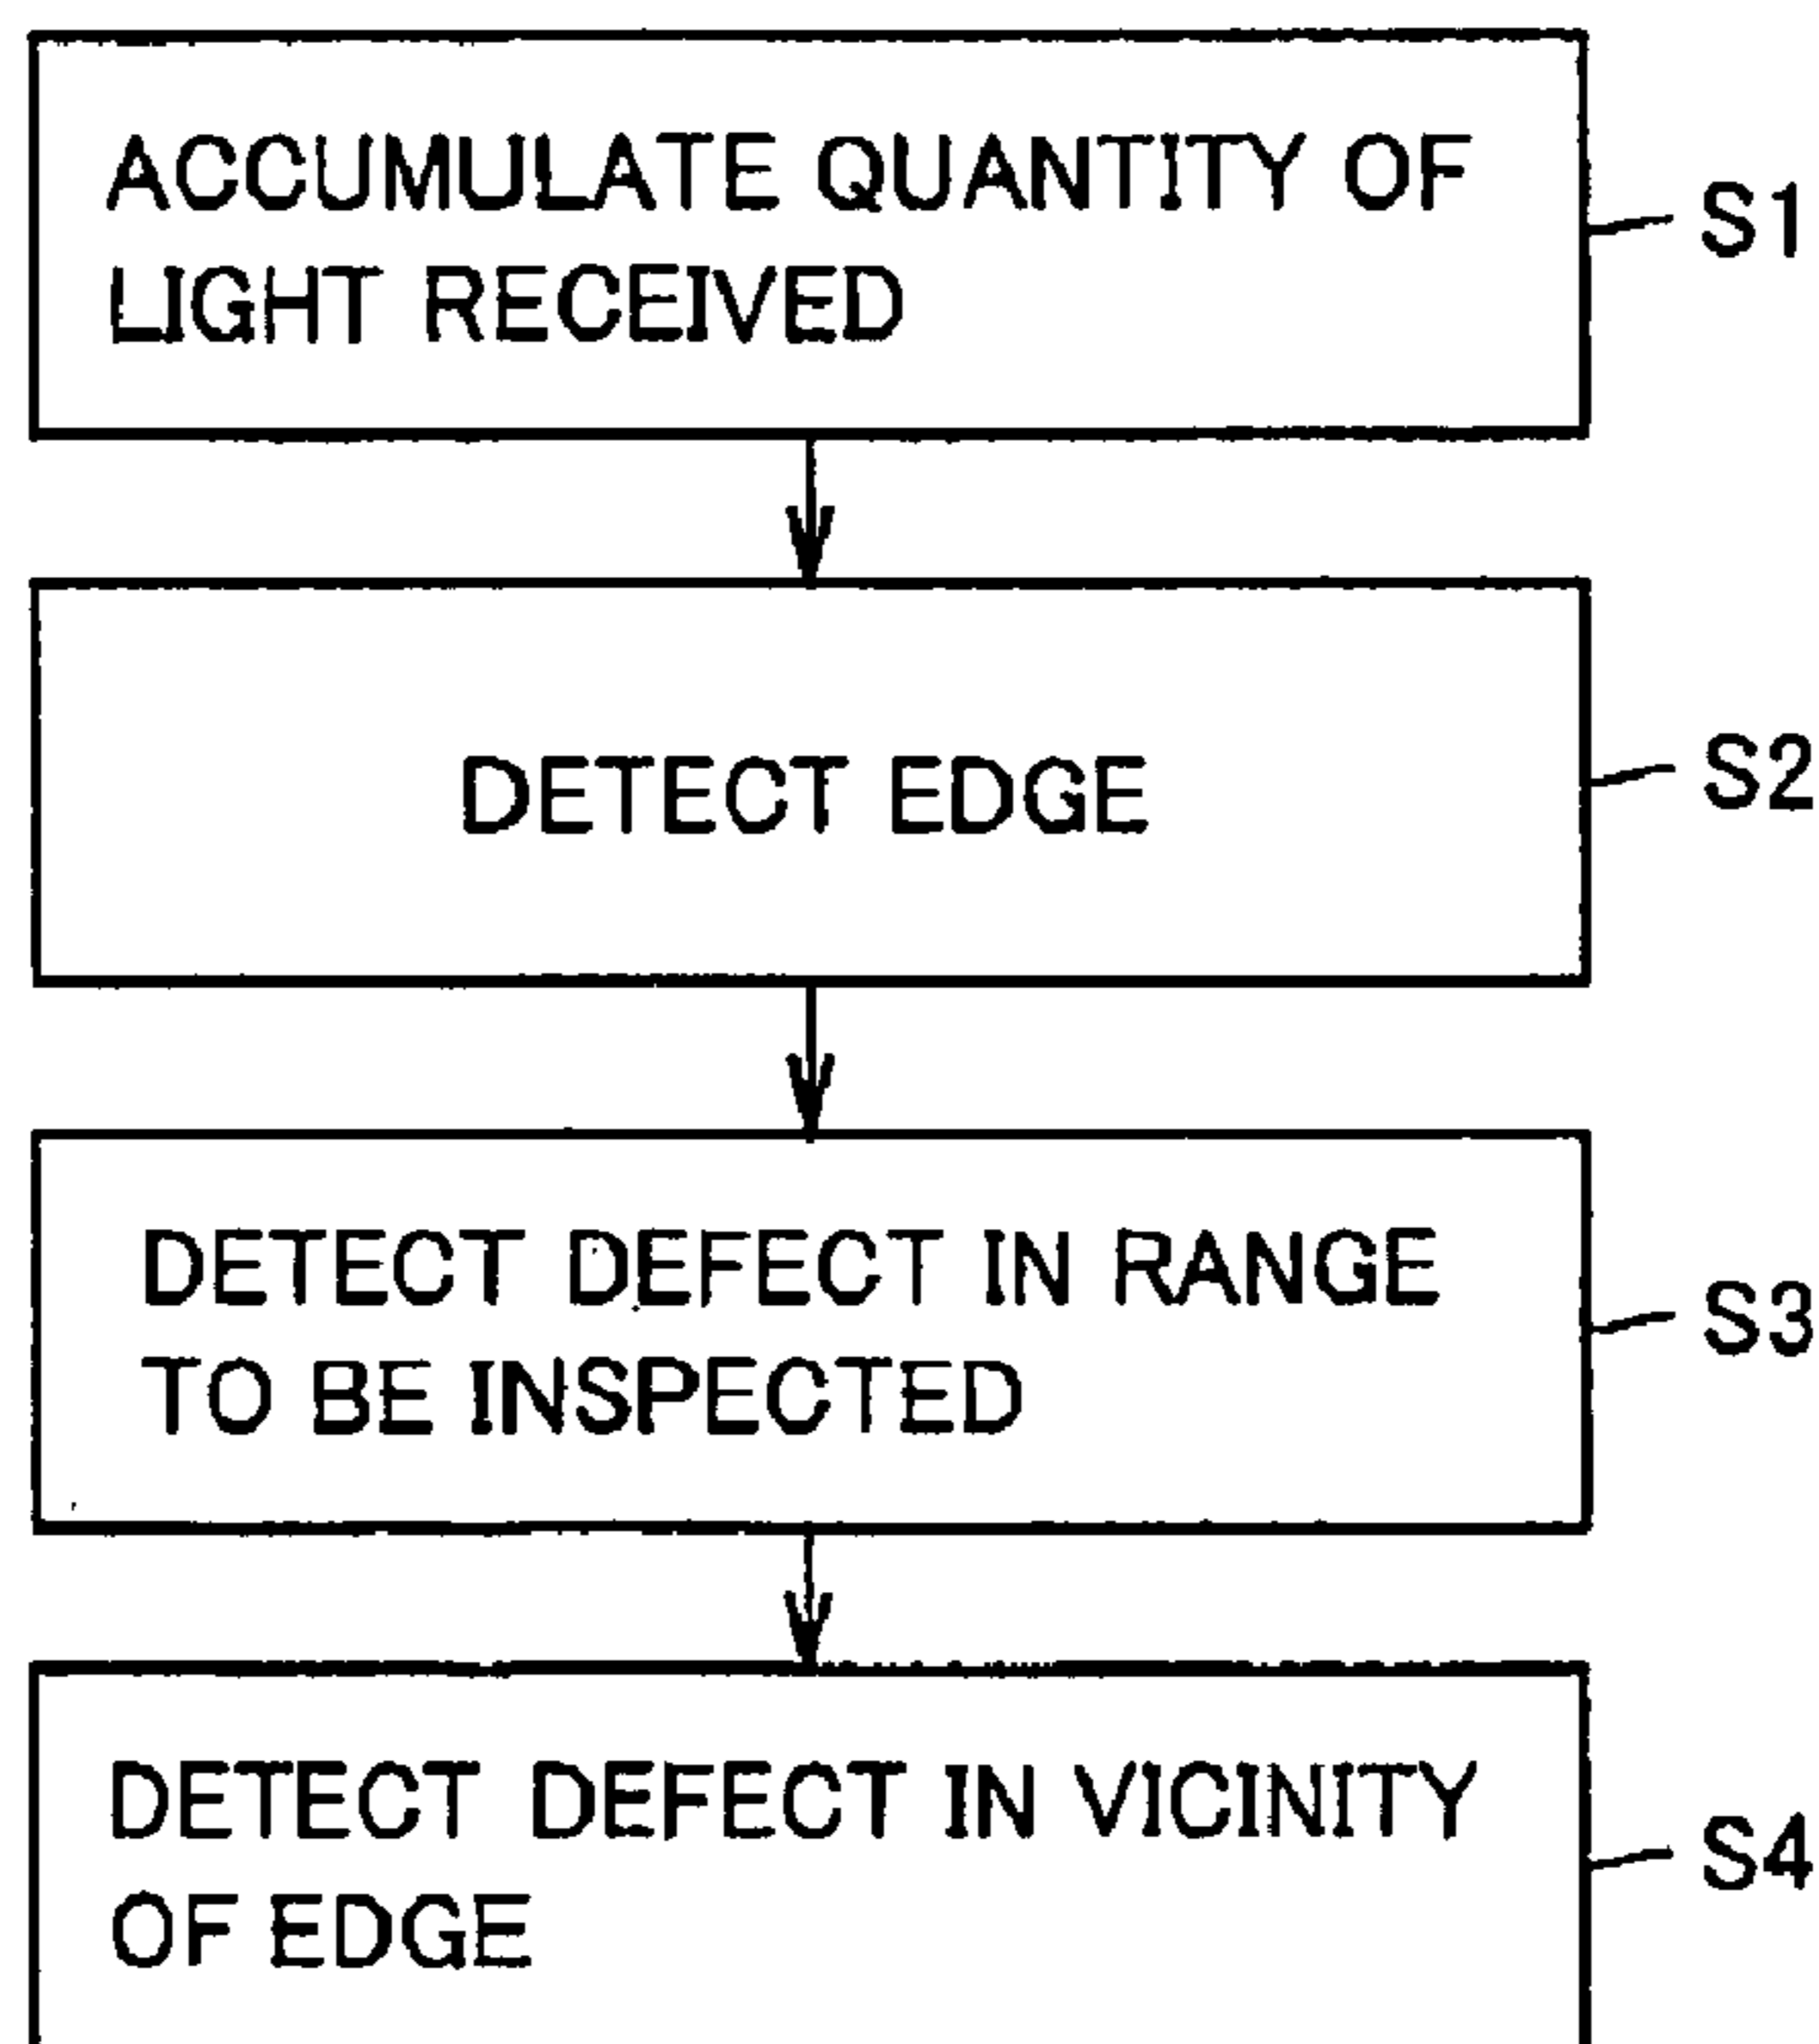 ACCUMULATE QUANTITY OF
LIGHT RECEIVED
S1
DETECT EDGE
S2
DETECT DEFECT IN RANGE
TO BE INSPECTED
S3
DETECT DEFECT IN VICINITY
OF EDGE
S4